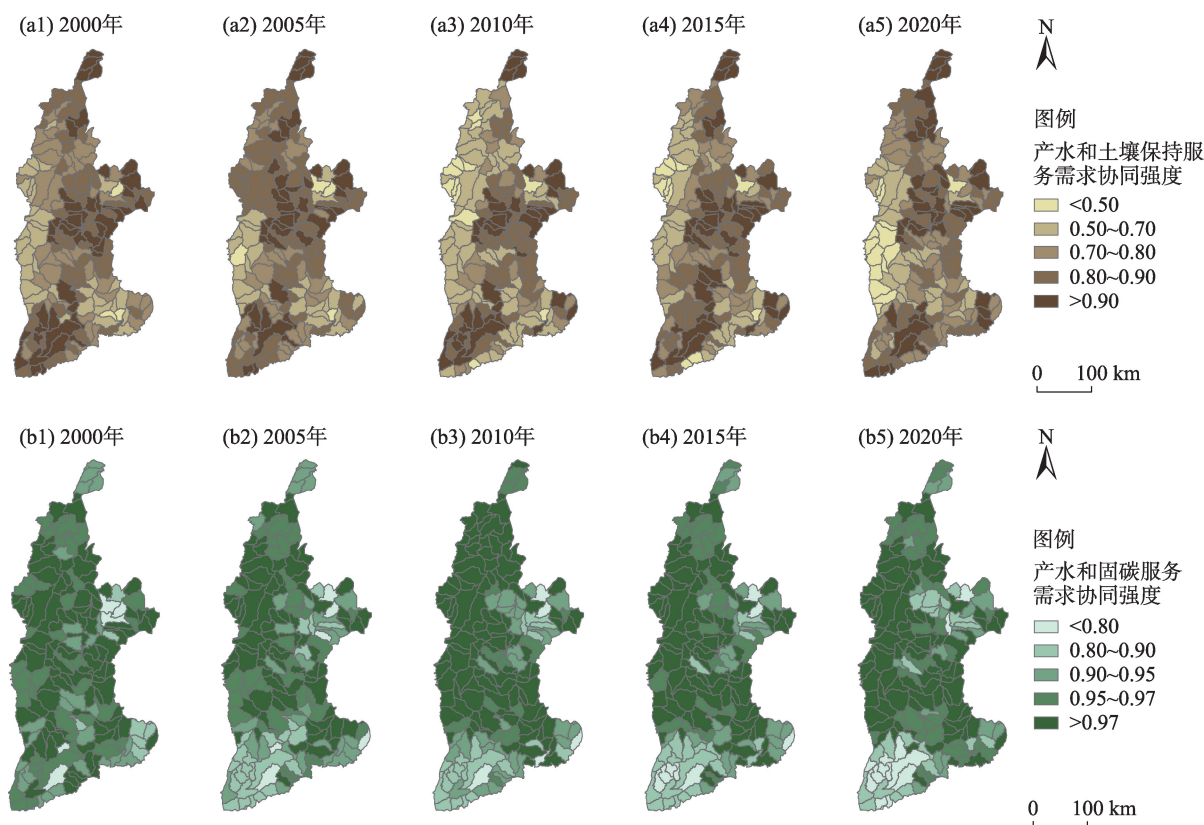 (a1) 2000年
(a2) 2005年
(a3) 2010年
(a4) 2015年
(a5) 2020年
N
图例
产水和土壤保持服
务需求协同强度
<0.50
0.50~0.70
0.70~0.80
0.80~0.90
>0.90
0 100 km
(b1) 2000年
(b2) 2005年
(b3) 2010年
(b4) 2015年
(b5) 2020年
N
图例
产水和固碳服务
需求协同强度
<0.80
0.80~0.90
0.90~0.95
0.95~0.97
>0.97
0 100 km